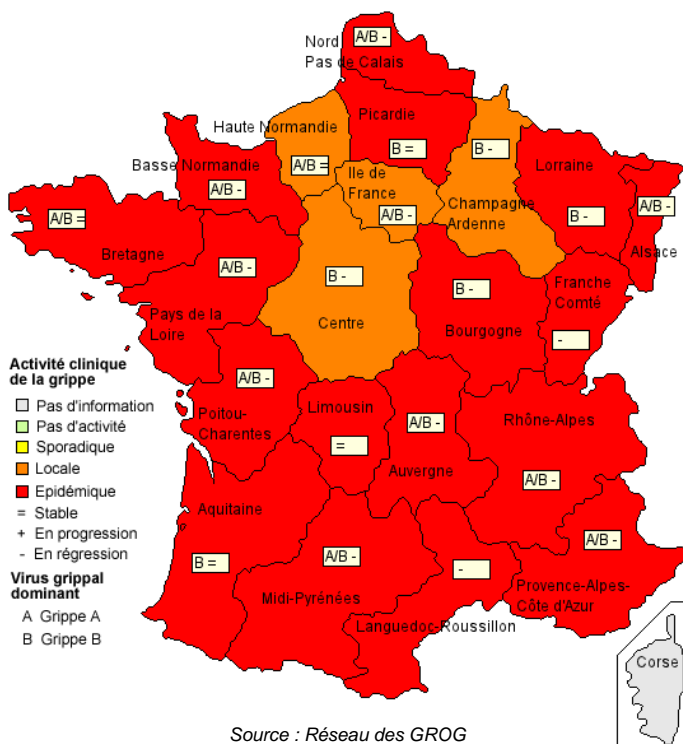 A/B -
Nord
Pas de Calais
Picardie
B =
Haute Normandie
A/B =
B -
Champagne
Ardenne
Lorraine
B -
A/B -
Alsace
Basse Normandie
A/B -
Ile de
France
A/B -
A/B =
Bretagne
A/B -
Pays de la
Loire
B -
Centre
B -
Bourgogne
Franche
Comté
-
Activité clinique
de la grippe
Pas d'information
Pas d'activité
Sporadique
Locale
Epidémique
= Stable
+ En progression
- En régression
Virus grippal
dominant
A Grippe A
B Grippe B
A/B -
Poitou-
Charentes
Limousin
=
A/B -
Auvergne
Rhône-Alpes
A/B -
Aquitaine
B =
A/B -
Midi-Pyrénées
-
Languedoc-Roussillon
A/B -
Provence-Alpes-
Côte d'Azur
Corse
Source : Réseau des GROG